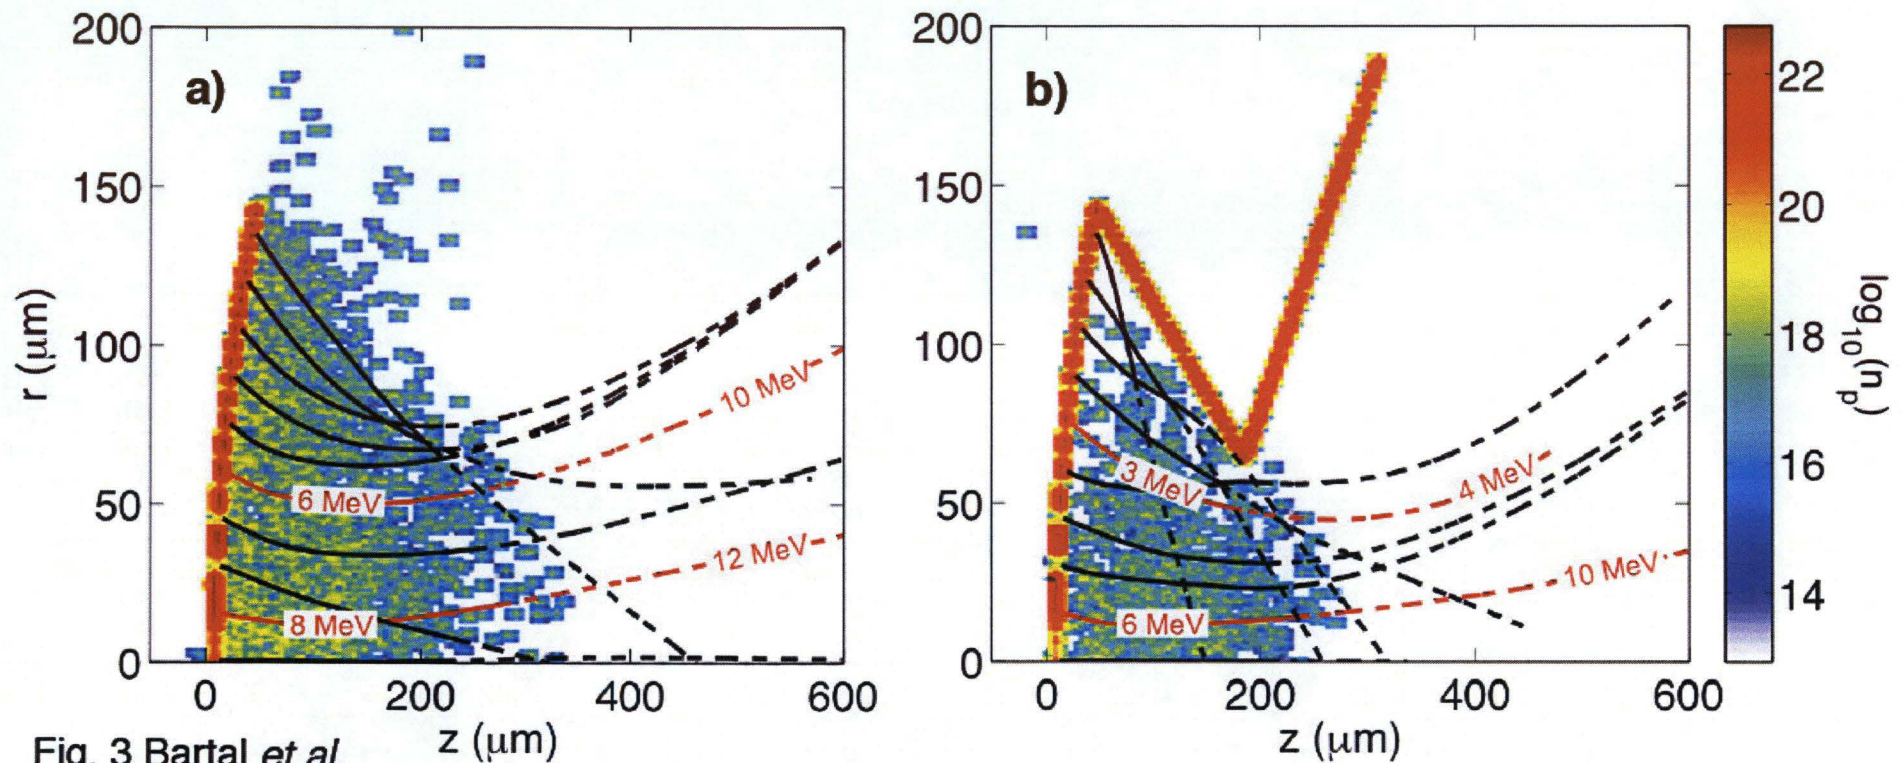 a)
200
150
100
50
0
r (μm)
10 MeV
6 MeV
12 MeV
8 MeV
0
200
400
600
z (μm)
b)
200
150
100
50
0
3 MeV
4 MeV
6 MeV
10 MeV
0
200
400
600
z (μm)
22
20
18
16
14
log10(np)
Fig. 3 Bartal et al